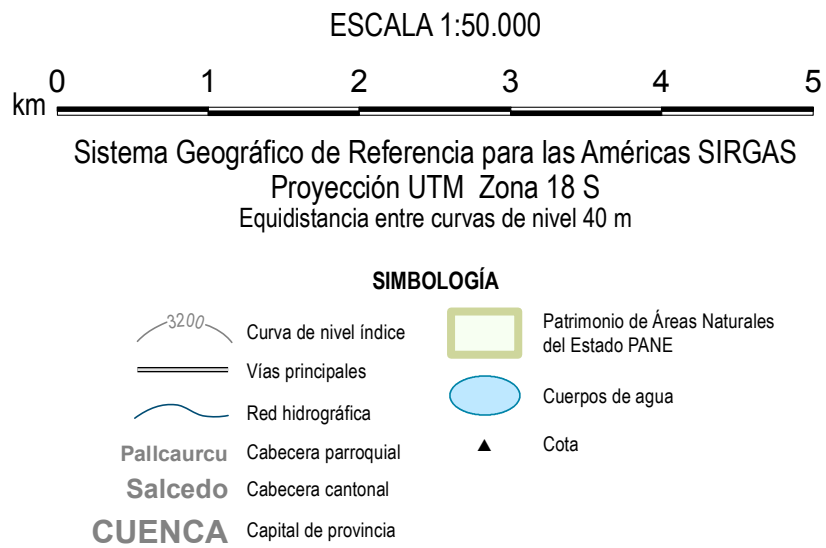 ESCALA 1:50.000
0 1 2 3 4 5
km
Sistema Geográfico de Referencia para las Américas SIRGAS
Proyección UTM Zona 18 S
Equidistancia entre curvas de nivel 40 m
SIMBOLOGÍA
3200 Curva de nivel índice
Vías principales
Red hidrográfica
Pallcaurcu Cabecera parroquial
Salcedo Cabecera cantonal
CUENCA Capital de provincia
Patrimonio de Áreas Naturales
del Estado PANE
Cuerpos de agua
Cota